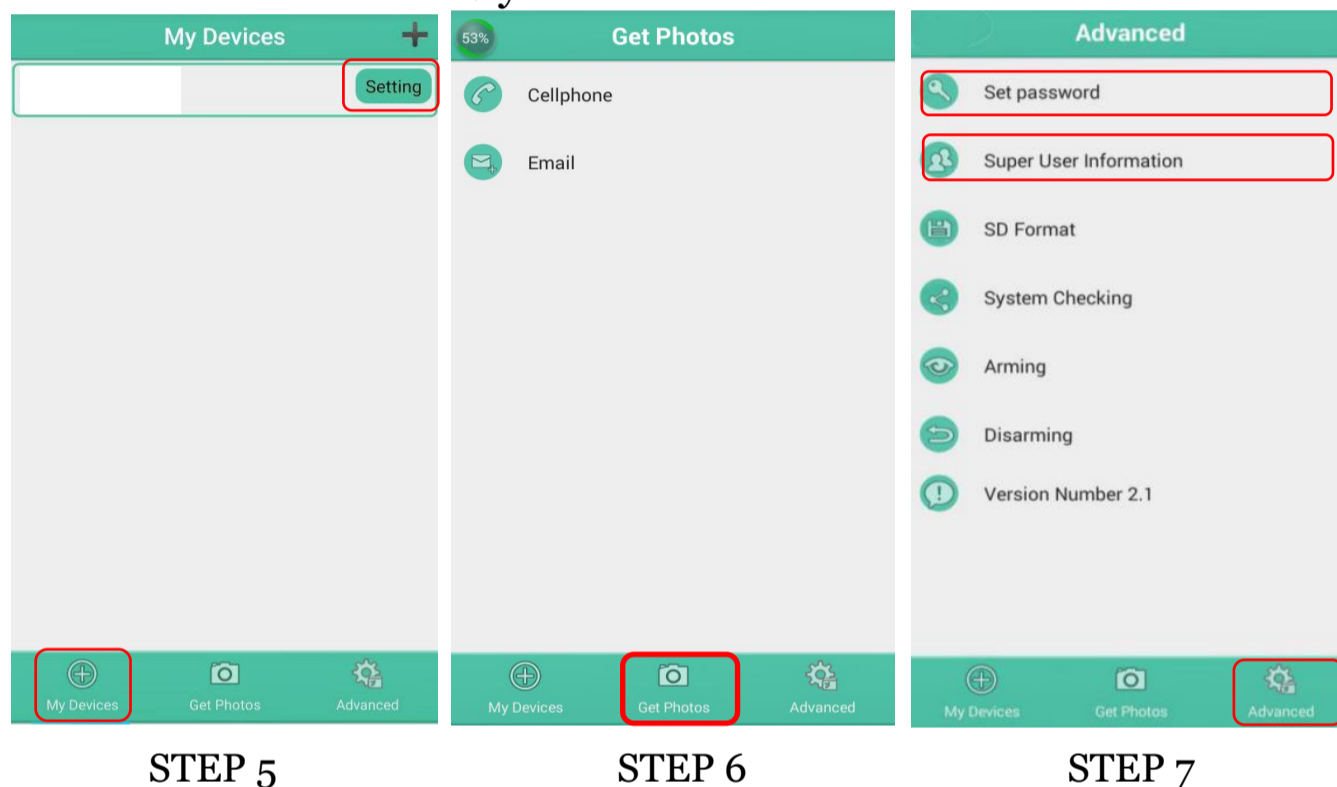 y
My Devices
Setting
My Devices
Get Photos
Advanced
STEP 5
53%
Get Photos
Cellphone
Email
My Devices
Get Photos
Advanced
STEP 6
Advanced
Set password
Super User Information
SD Format
System Checking
Arming
Disarming
Version Number 2.1
My Devices
Get Photos
Advanced
STEP 7